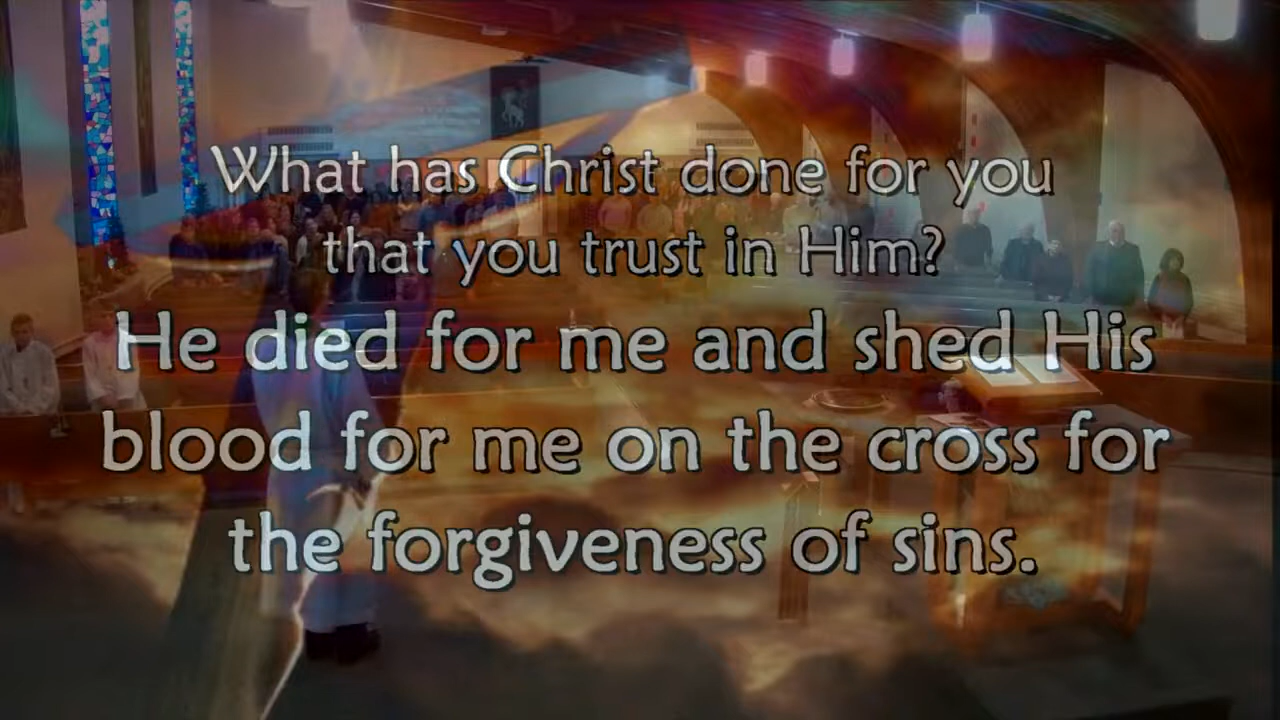 What has Christ done for you
that you trust in Him?
He died for me and shed His
blood for me on the cross for
the forgiveness of sins.